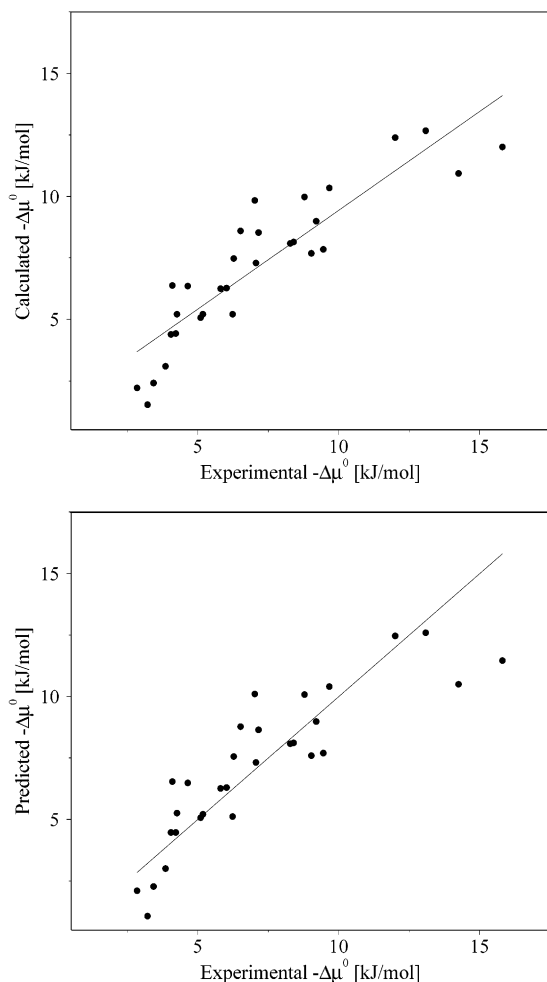 15
10
5
Calculated -Δμ⁰ [kJ/mol]
5 10 15
Experimental -Δμ⁰ [kJ/mol]
15
10
5
Predicted -Δμ⁰ [kJ/mol]
5 10 15
Experimental -Δμ⁰ [kJ/mol]